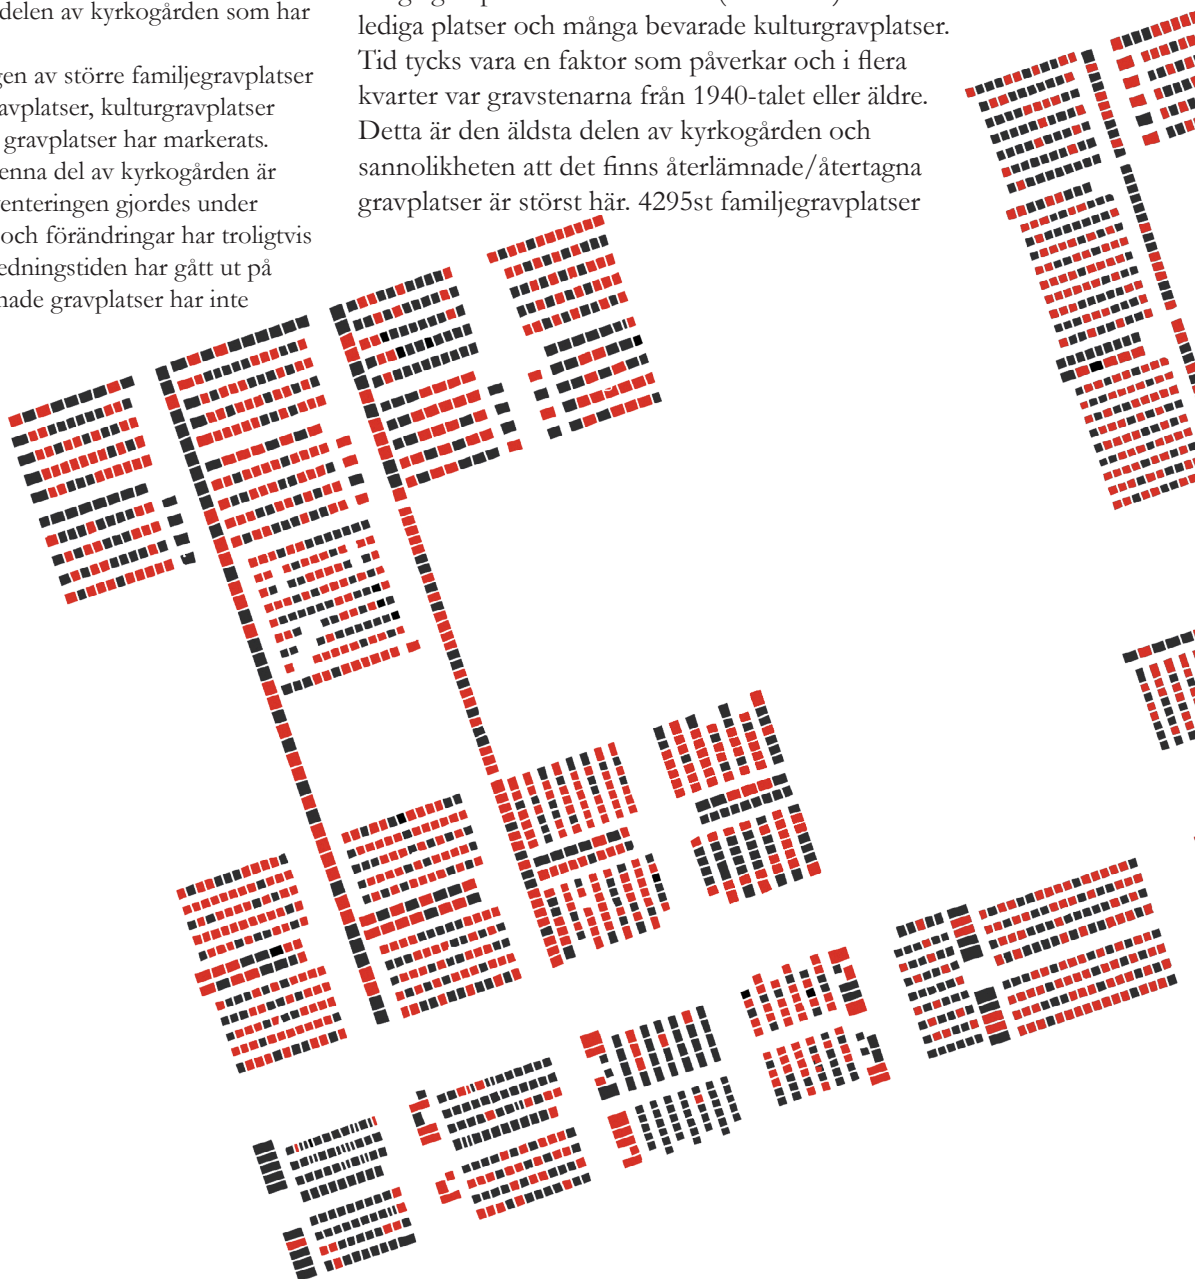 delen av kyrkogården som har
gen av större familjegravplatser
avplatser, kulturgravplatser
gravplatser har markerats.
enna del av kyrkogården är
venteringen gjordes under
och förändringar har troligtvis
edningstiden har gått ut på
nade gravplatser har inte
lediga platser och många bevarade kulturgravplatser.
Tid tycks vara en faktor som påverkar och i flera
kvarter var gravstenarna från 1940-talet eller äldre.
Detta är den äldsta delen av kyrkogården och
sannolikheten att det finns återlämnade/återtagna
gravplatser är störst här. 4295st familjegravplatser